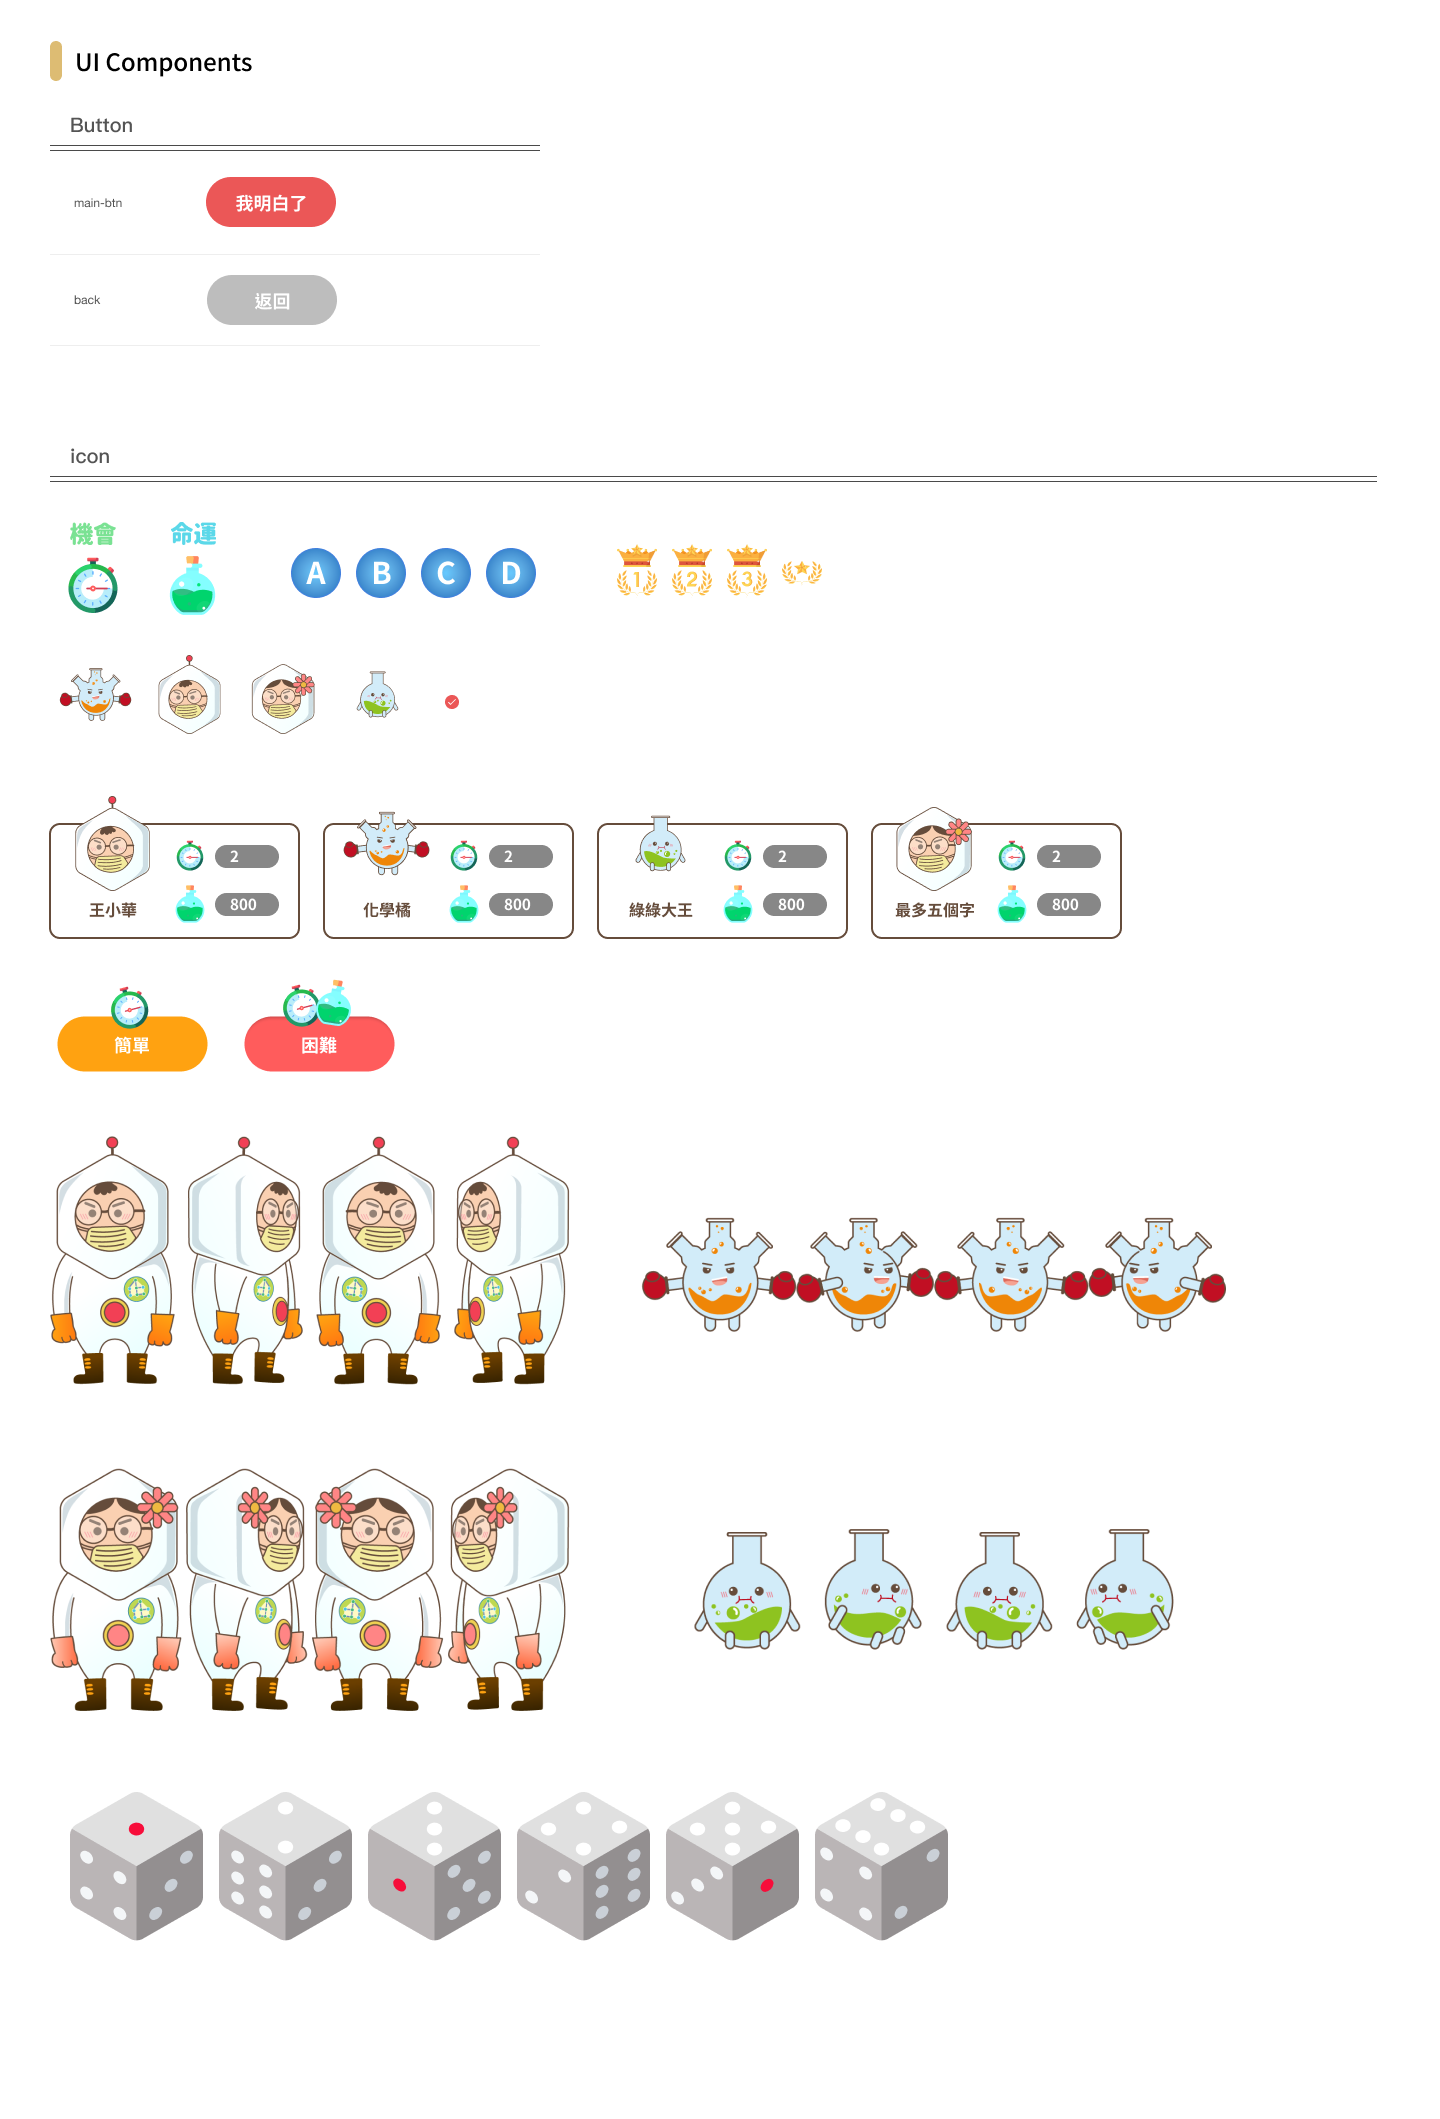 UI Components
Button
main-btn
我明白了
back
返回
icon
機會
命運
A B C D
1 2 3
2
800
王小華
2
800
化學橘
2
800
綠綠大王
2
800
最多五個字
簡單
困難